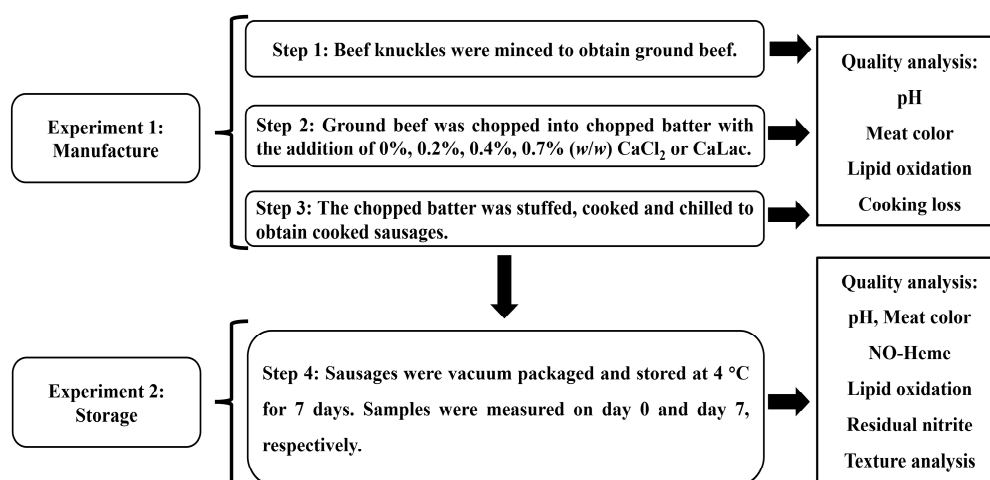 Experiment 1:
Manufacture
Step 1: Beef knuckles were minced to obtain ground beef.
Step 2: Ground beef was chopped into chopped batter with
the addition of 0%, 0.2%, 0.4%, 0.7% (w/w) CaCl₂ or CaLac.
Step 3: The chopped batter was stuffed, cooked and chilled to
obtain cooked sausages.
Quality analysis:
pH
Meat color
Lipid oxidation
Cooking loss
Experiment 2:
Storage
Step 4: Sausages were vacuum packaged and stored at 4 °C
for 7 days. Samples were measured on day 0 and day 7,
respectively.
Quality analysis:
pH, Meat color
NO-Heme
Lipid oxidation
Residual nitrite
Texture analysis